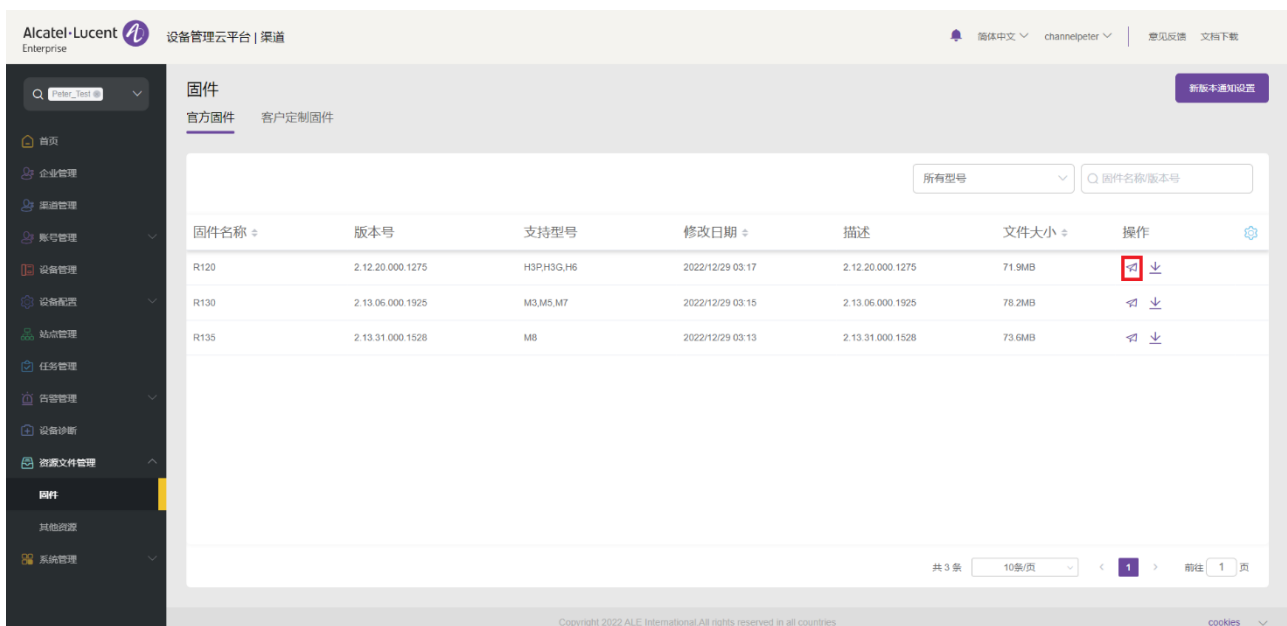 Alcatel·Lucent
Enterprise
设备管理云平台 | 渠道
简体中文
channelpeter
意见反馈
文档下载
Peter_Test
首页
企业管理
渠道管理
账号管理
设备管理
设备配置
站点管理
任务管理
告警管理
设备诊断
资源文件管理
固件
其他资源
系统管理
固件
新版本通知设置
官方固件 客户定制固件
所有型号 固件名称/版本号
固件名称 版本号 支持型号 修改日期 描述 文件大小 操作
R120 2.12.20.000.1275 H3P,H3G,H6 2022/12/29 03:17 2.12.20.000.1275 71.9MB
R130 2.13.06.000.1925 M3,M5,M7 2022/12/29 03:15 2.13.06.000.1925 78.2MB
R135 2.13.31.000.1528 M8 2022/12/29 03:13 2.13.31.000.1528 73.6MB
共 3 条 10条/页 1 前往 1 页
Copyright 2022 ALE International All rights reserved in all countries
cookies